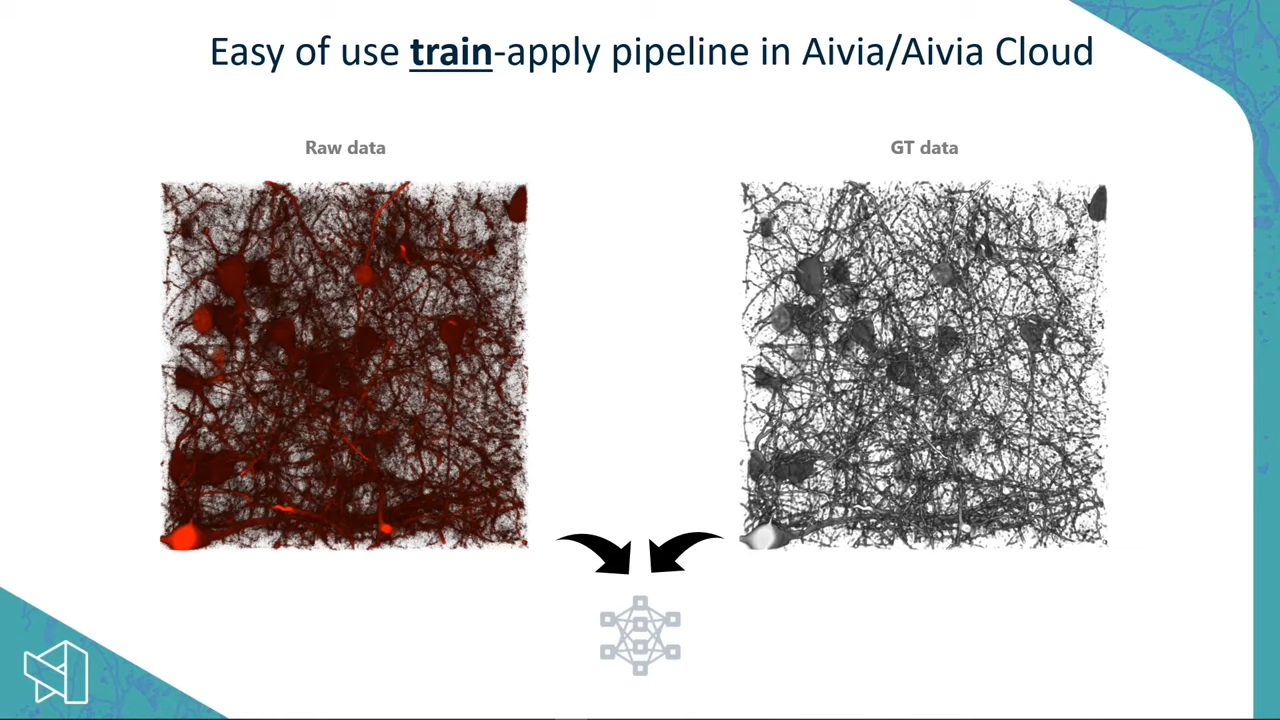 Easy of use train-apply pipeline in Aivia/Aivia Cloud
Raw data
GT data